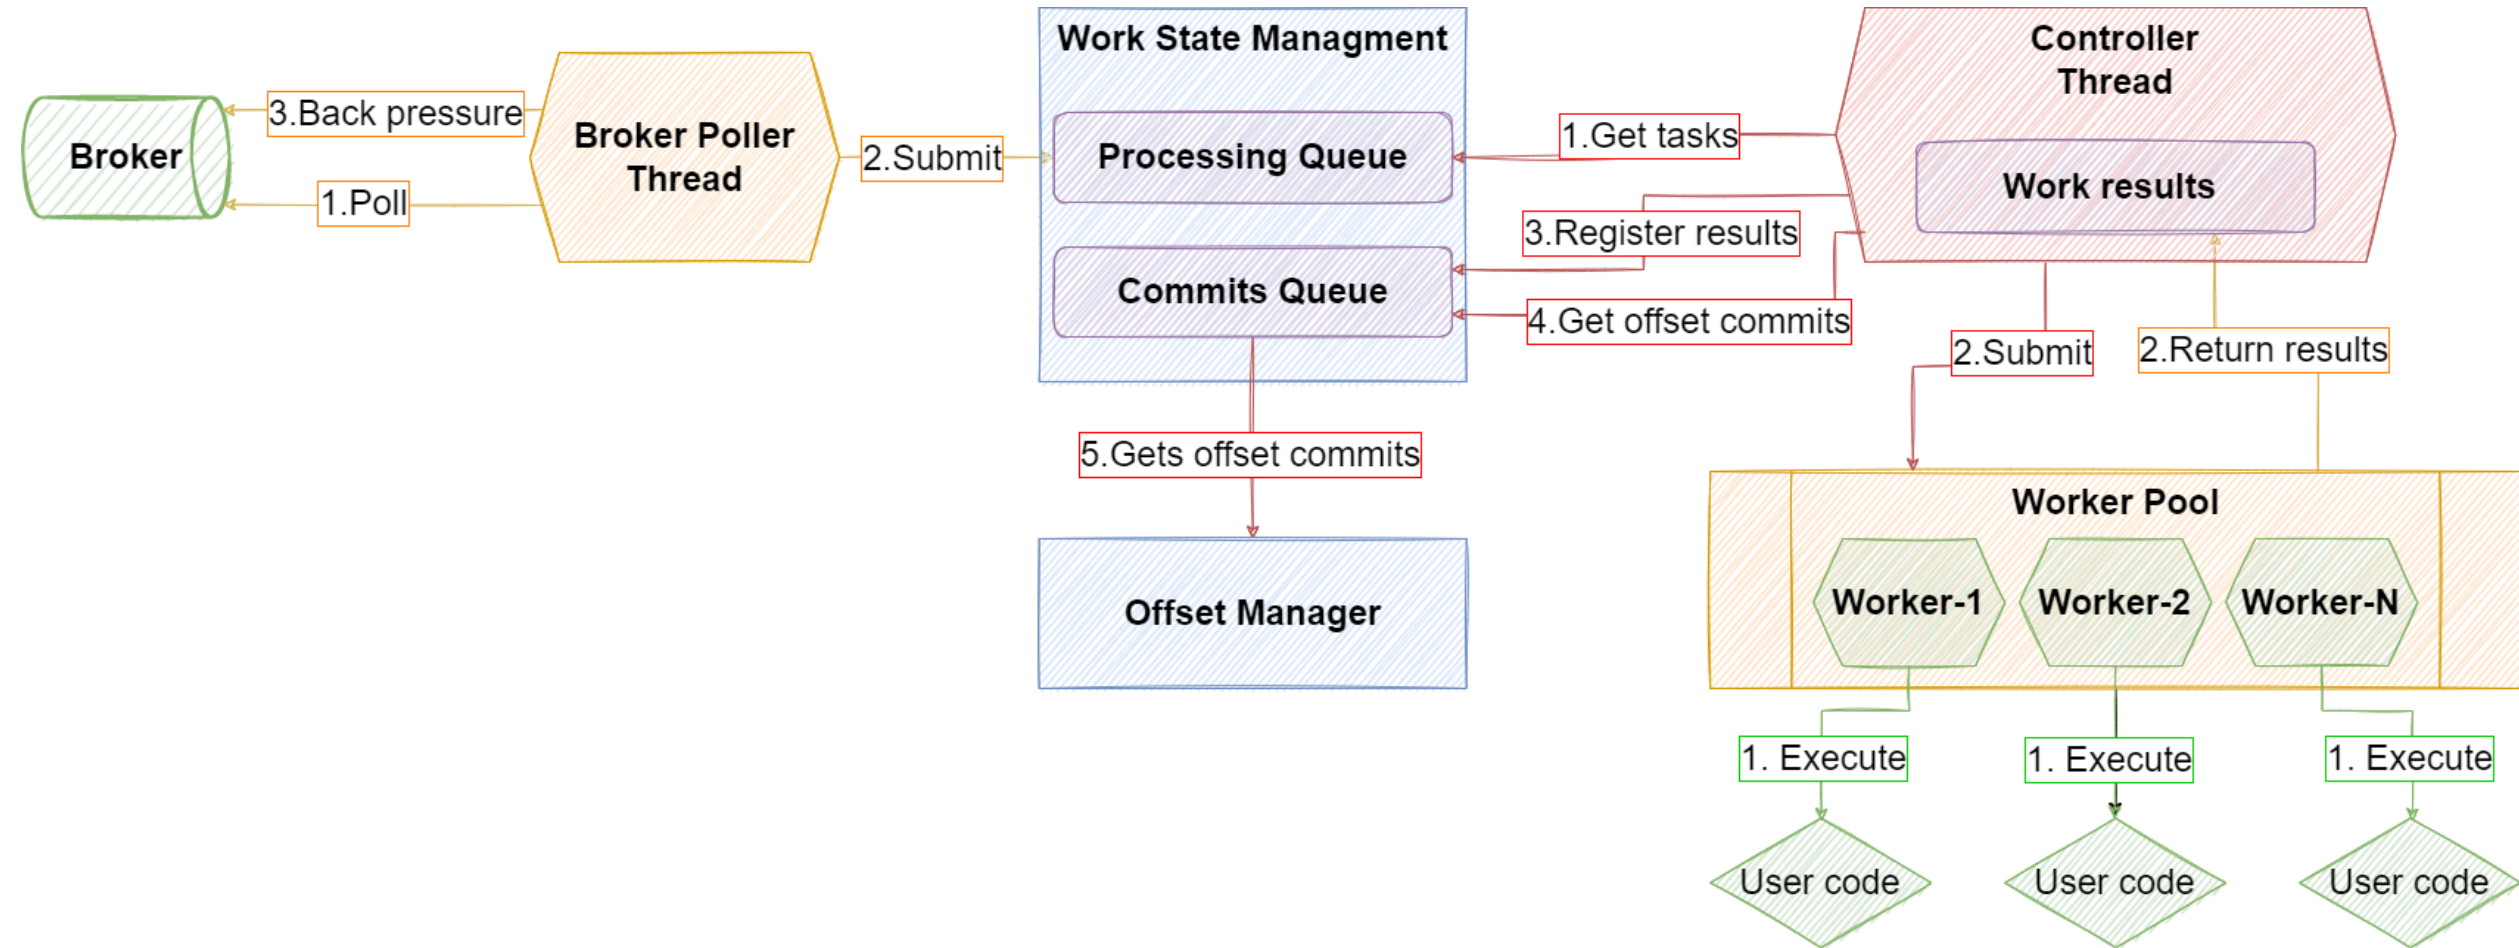 Work State Managment
Controller
Thread
3.Back pressure
Broker Poller
Thread
1.Get tasks
Broker
2.Submit
Processing Queue
Work results
1.Poll
3.Register results
Commits Queue
4.Get offset commits
2.Submit
2.Return results
5.Gets offset commits
Worker Pool
Offset Manager
Worker-1
Worker-2
Worker-N
1. Execute
1. Execute
1. Execute
User code
User code
User code